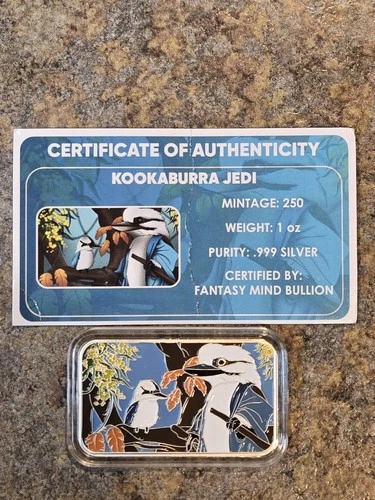 CERTIFICATE OF AUTHENTICITY
KOOKABURRA JEDI
MINTAGE: 250
WEIGHT: 1 oz
PURITY: .999 SILVER
CERTIFIED BY:
FANTASY MIND BULLION